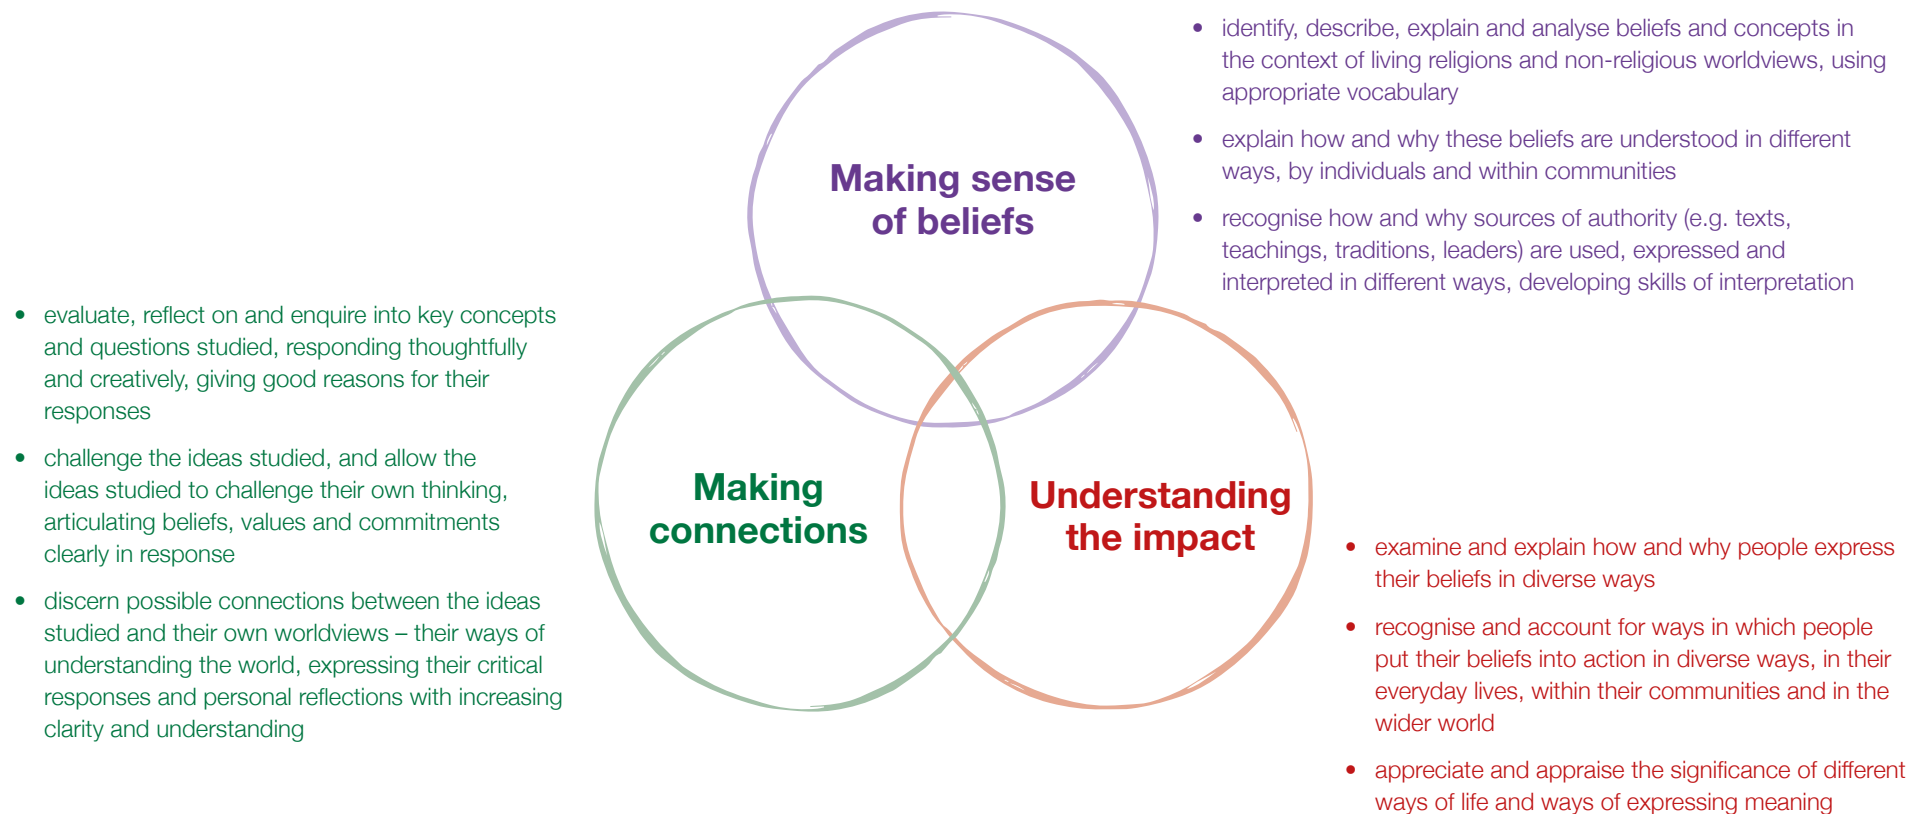 • identify, describe, explain and analyse beliefs and concepts in
the context of living religions and non-religious worldviews, using
appropriate vocabulary
• explain how and why these beliefs are understood in different
ways, by individuals and within communities
• recognise how and why sources of authority (e.g. texts,
teachings, traditions, leaders) are used, expressed and
interpreted in different ways, developing skills of interpretation
Making sense
of beliefs
• evaluate, reflect on and enquire into key concepts
and questions studied, responding thoughtfully
and creatively, giving good reasons for their
responses
• challenge the ideas studied, and allow the
ideas studied to challenge their own thinking,
articulating beliefs, values and commitments
clearly in response
• discern possible connections between the ideas
studied and their own worldviews – their ways of
understanding the world, expressing their critical
responses and personal reflections with increasing
clarity and understanding
Making
connections
Understanding
the impact
• examine and explain how and why people express
their beliefs in diverse ways
• recognise and account for ways in which people
put their beliefs into action in diverse ways, in their
everyday lives, within their communities and in the
wider world
• appreciate and appraise the significance of different
ways of life and ways of expressing meaning